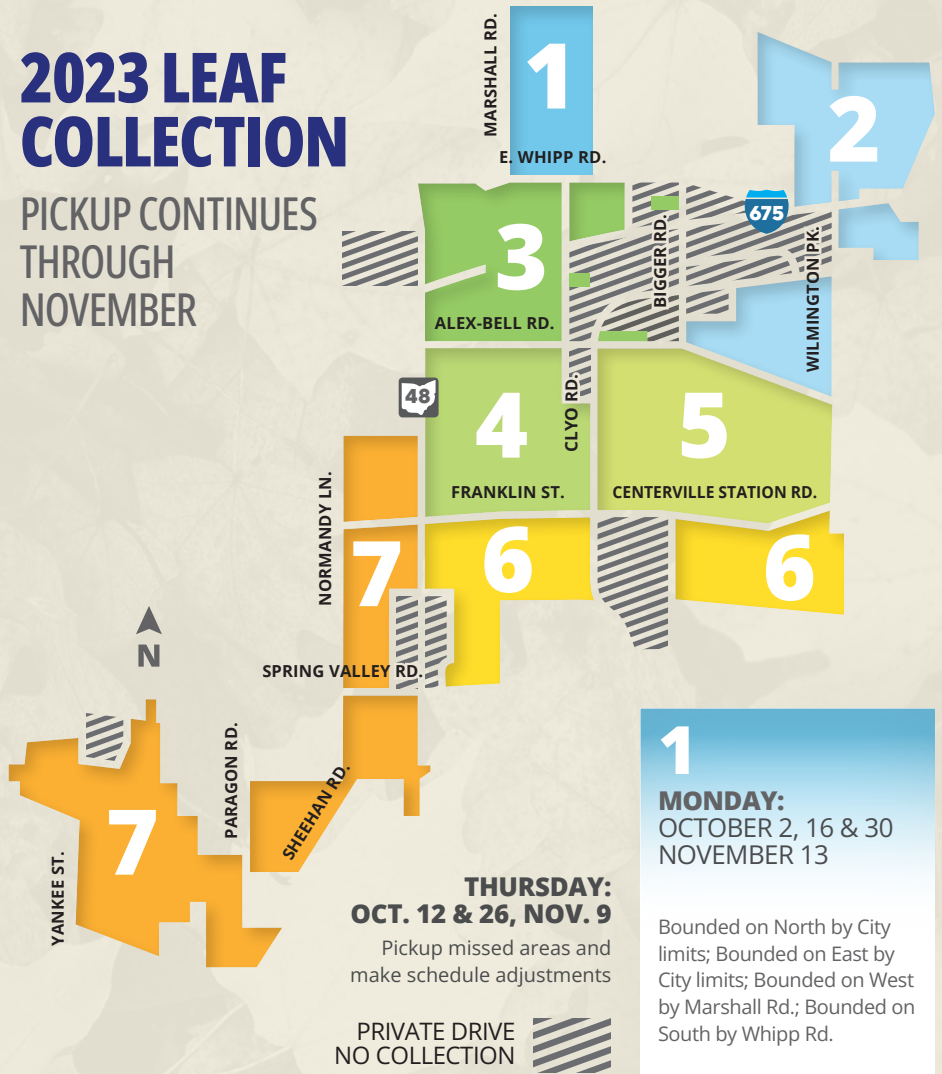 2023 LEAF
COLLECTION
PICKUP CONTINUES
THROUGH
NOVEMBER
MARSHALL RD.
1
E. WHIPP RD.
2
675
3
BIGGER RD.
WILMINGTON PK.
ALEX-BELL RD.
48
4
CLYO RD.
5
FRANKLIN ST.
CENTERVILLE STATION RD.
NORMANDY LN.
7
6
6
N
SPRING VALLEY RD.
PARAGON RD.
SHEEHAN RD.
7
YANKEE ST.
THURSDAY:
OCT. 12 & 26, NOV. 9
Pickup missed areas and
make schedule adjustments
PRIVATE DRIVE
NO COLLECTION
1
MONDAY:
OCTOBER 2, 16 & 30
NOVEMBER 13
Bounded on North by City
limits; Bounded on East by
City limits; Bounded on West
by Marshall Rd.; Bounded on
South by Whipp Rd.